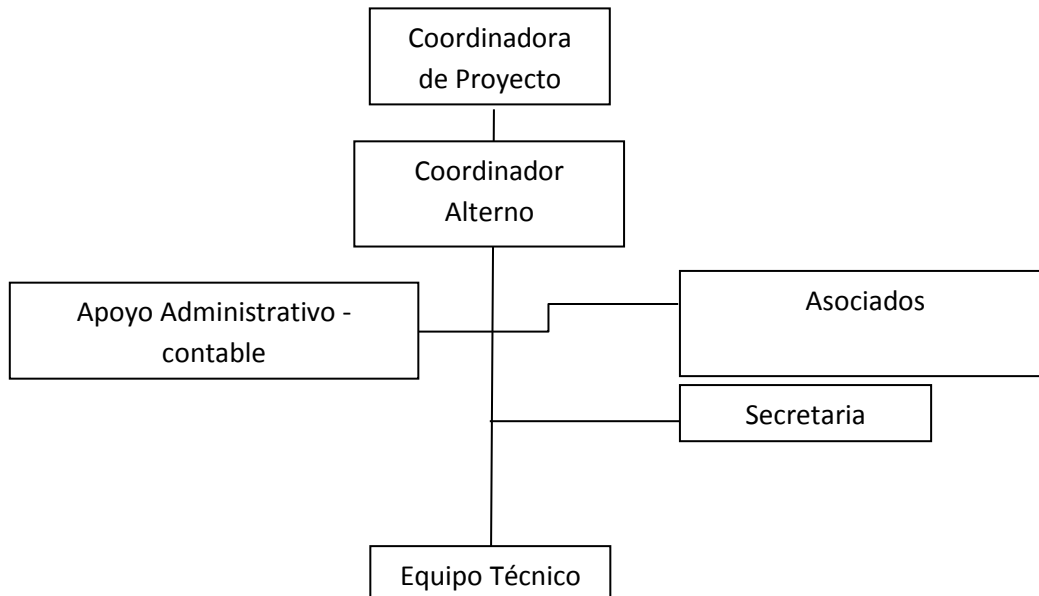 Coordinadora
de Proyecto
Coordinador
Alterno
Apoyo Administrativo -
contable
Asociados
Secretaria
Equipo Técnico